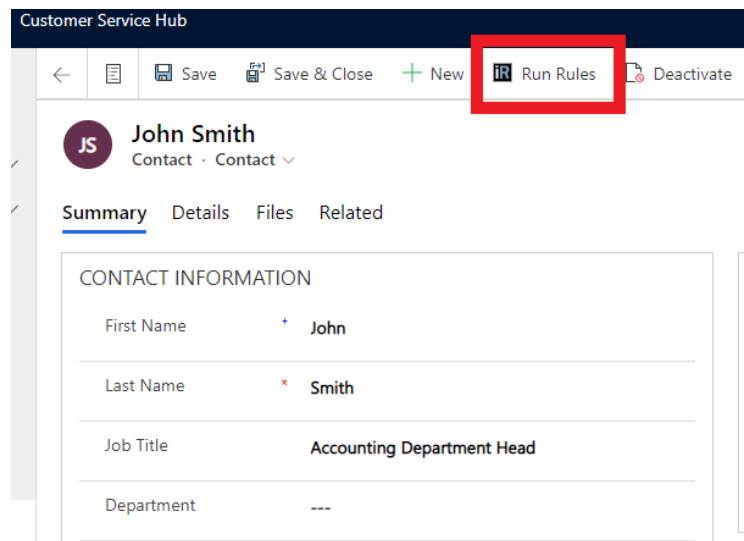 Customer Service Hub
Save Save & Close New iR Run Rules Deactivate
JS John Smith
Contact · Contact
Summary Details Files Related
CONTACT INFORMATION
First Name + John
Last Name * Smith
Job Title Accounting Department Head
Department ---